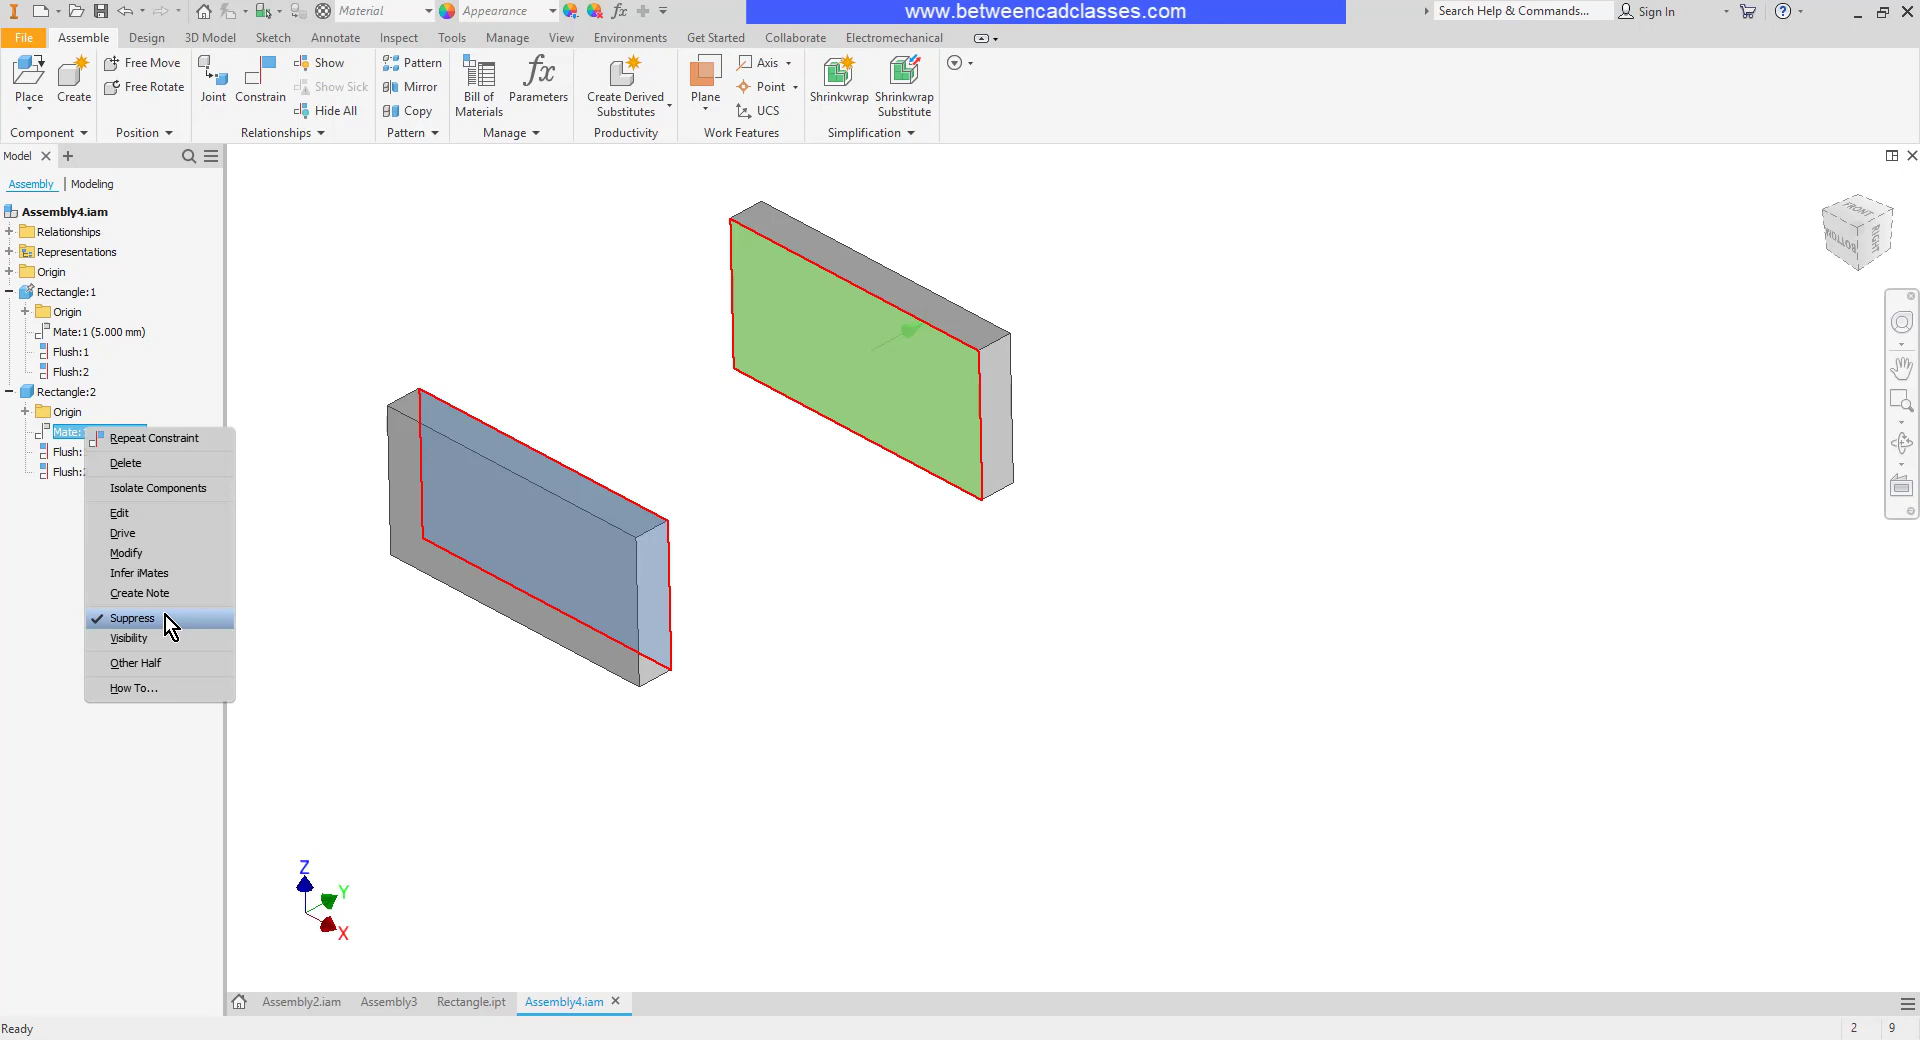 Material
Appearance
www.betweencadclasses.com
Search Help & Commands...
Sign In
File
Assemble
Design
3D Model
Sketch
Annotate
Inspect
Tools
Manage
View
Environments
Get Started
Collaborate
Electromechanical
Place
Create
Free Move
Free Rotate
Joint
Constrain
Show
Show Sick
Hide All
Pattern
Mirror
Copy
Bill of
Materials
fx
Parameters
Create Derived
Substitutes
Plane
Axis
Point
UCS
Shrinkwrap
Shrinkwrap
Substitute
Component
Position
Relationships
Pattern
Manage
Productivity
Work Features
Simplification
Model
Assembly
Modeling
Assembly4.iam
Relationships
Representations
Origin
Rectangle:1
Origin
Mate:1 (5.000 mm)
Flush:1
Flush:2
Rectangle:2
Origin
Mate:
Flush:
Flush:
Repeat Constraint
Delete
Isolate Components
Edit
Drive
Modify
Infer iMates
Create Note
Suppress
Visibility
Other Half
How To...
FRONT
BOTTOM
RIGHT
Z
Y
X
Assembly2.iam
Assembly3
Rectangle.ipt
Assembly4.iam
Ready
2
9